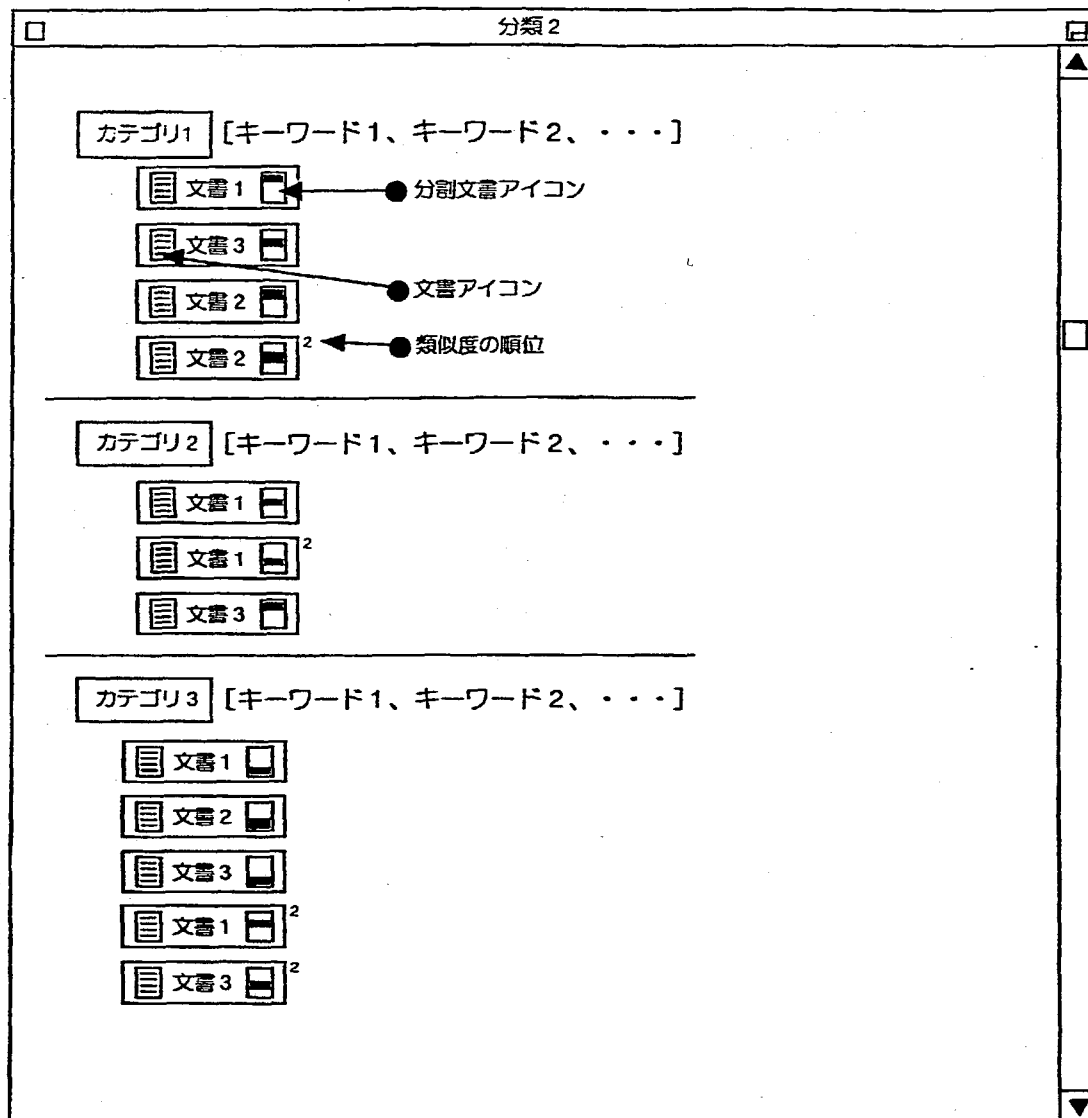 分類2
カテゴリ1 [キーワード1、キーワード2、・・・]
文書1
分割文書アイコン
文書3
文書アイコン
文書2
文書2 2
類似度の順位
カテゴリ2 [キーワード1、キーワード2、・・・]
文書1
文書1 2
文書3
カテゴリ3 [キーワード1、キーワード2、・・・]
文書1
文書2
文書3
文書1 2
文書3 2